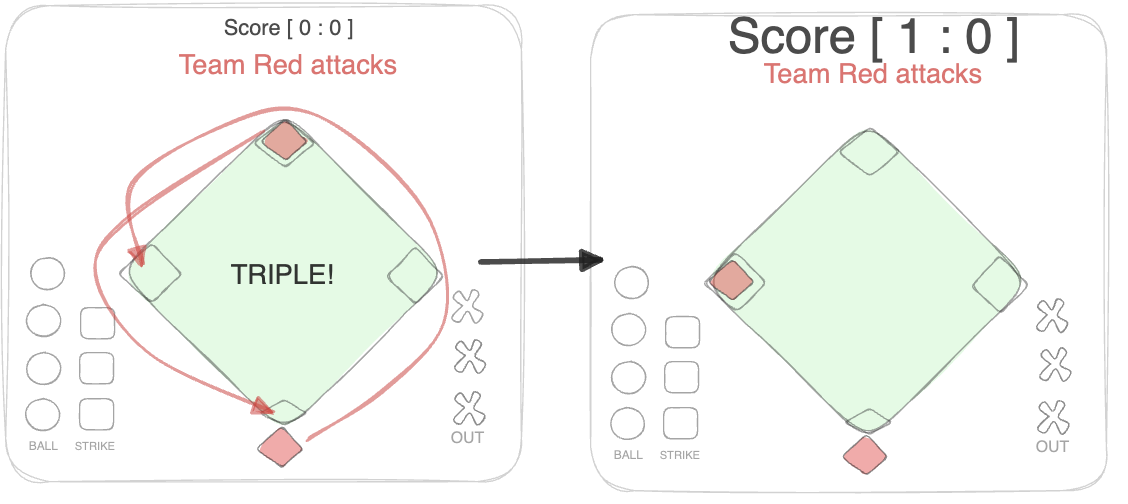 Score [ 0 : 0 ]
Team Red attacks
TRIPLE!
BALL
STRIKE
OUT
Score [ 1 : 0 ]
Team Red attacks
BALL
STRIKE
OUT